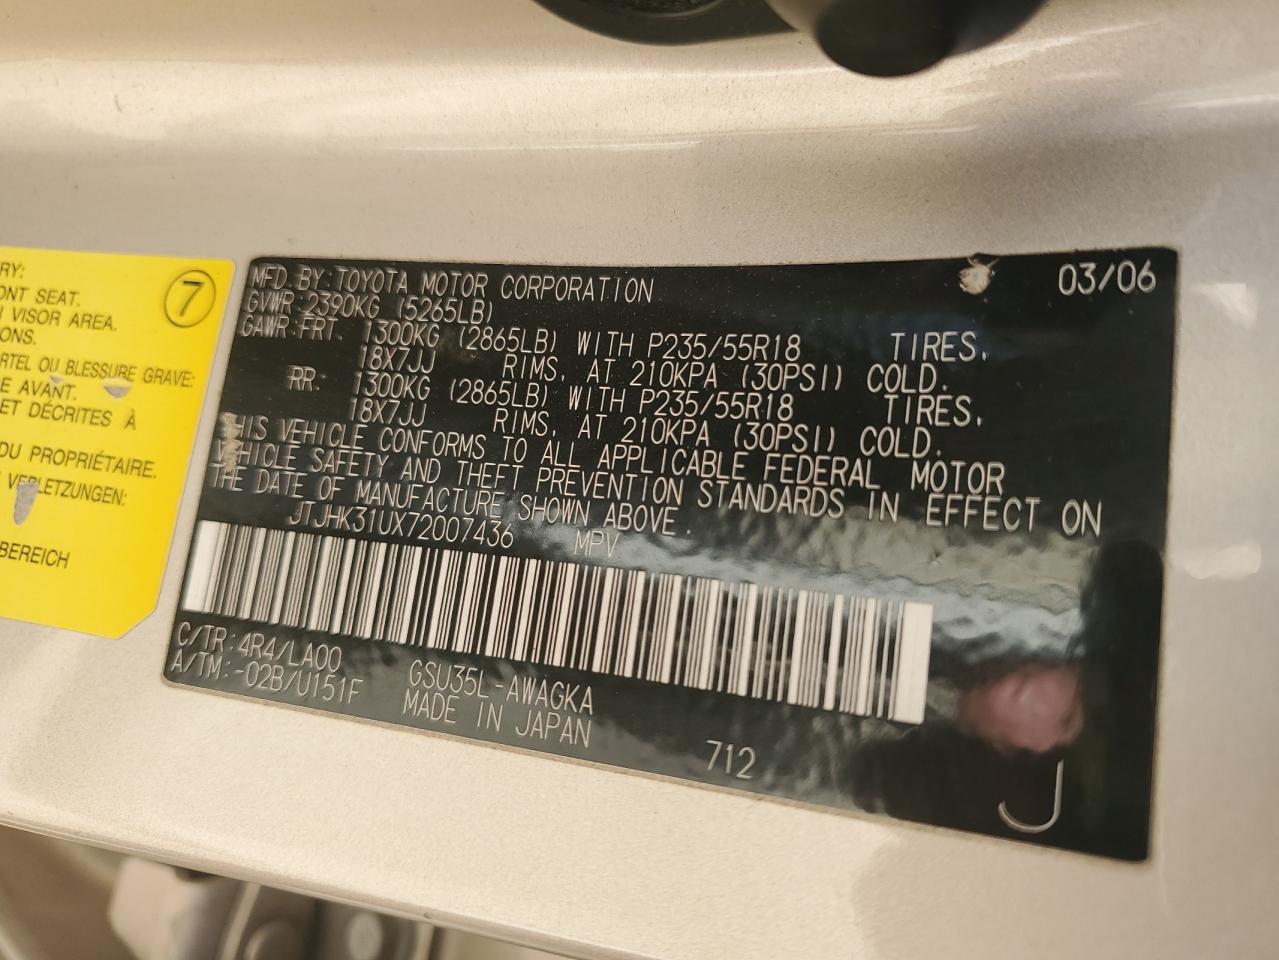 RY:
ONT SEAT.
VISOR AREA.
ONS.
RTEL OU BLESSURE GRAVE:
E AVANT.
ET DÉCRITES À
DU PROPRIÉTAIRE.
VERLETZUNGEN:
BEREICH
7
MFD. BY: TOYOTA MOTOR CORPORATION 03/06
GVWR: 2390KG (5265LB)
GAWR: FRT. 1300KG (2865LB) WITH P235/55R18 TIRES,
18X7JJ RIMS, AT 210KPA (30PSI) COLD.
RR. 1300KG (2865LB) WITH P235/55R18 TIRES,
18X7JJ RIMS, AT 210KPA (30PSI) COLD.
THIS VEHICLE CONFORMS TO ALL APPLICABLE FEDERAL MOTOR
VEHICLE SAFETY AND THEFT PREVENTION STANDARDS IN EFFECT ON
THE DATE OF MANUFACTURE SHOWN ABOVE.
JTJHK31UX72007436 MPV
C/TR: 4R4/LA00 GSU35L-AWAGKA
A/TM: -02B/U151F MADE IN JAPAN
712
J